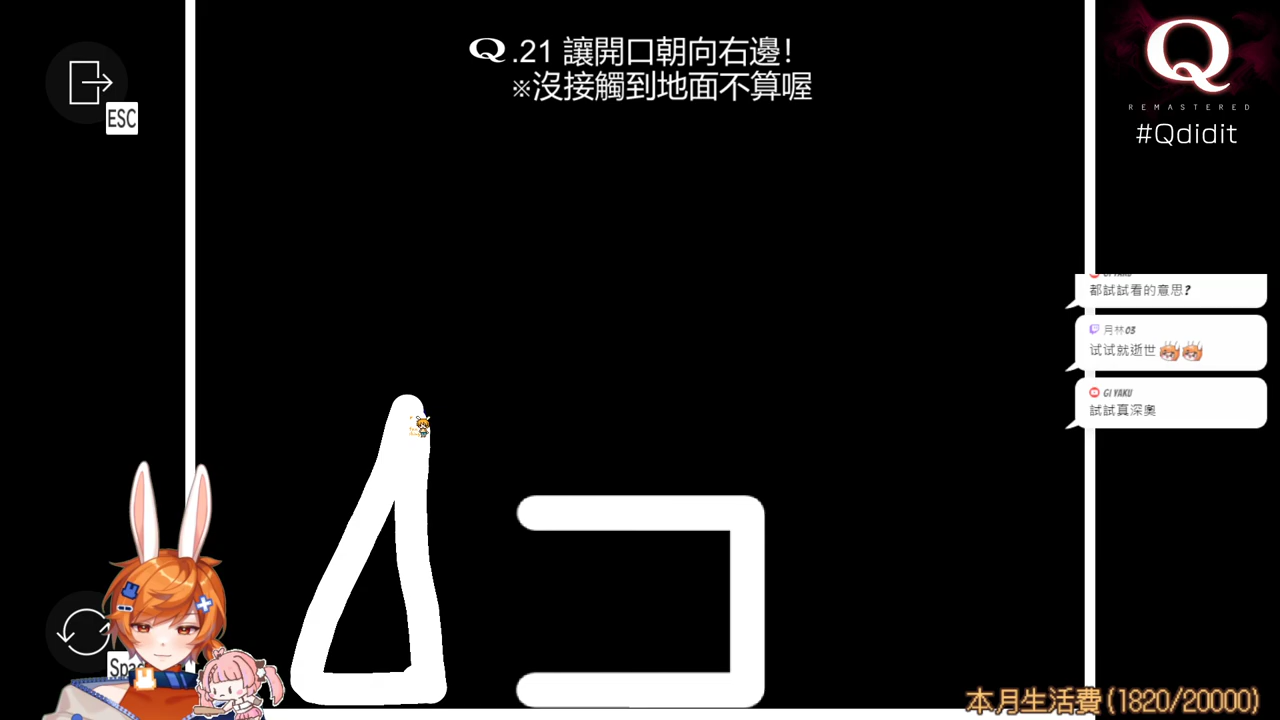 Q.21 讓開口朝向右邊!
※沒接觸到地面不算喔
ESC
Q
REMASTERED
#Qdidit
都試試看的意思?
月林03
试试就逝世
GI YAKU
試試真深奧
Spa
本月生活費(1820/20000)